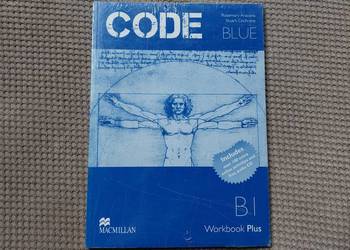 CODE
Rosemary Aravanis
Stuart Cochrane
BLUE
Includes
B1
Workbook Plus
MACMILLAN